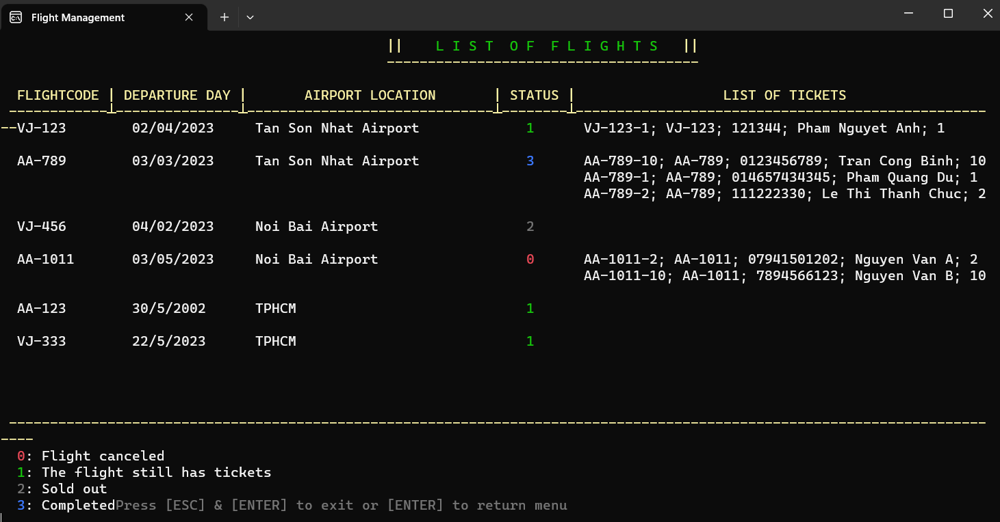 Flight Management
|| L I S T  O F  F L I G H T S ||
-------------------------------------
FLIGHTCODE | DEPARTURE DAY | AIRPORT LOCATION | STATUS | LIST OF TICKETS
--VJ-123 02/04/2023 Tan Son Nhat Airport 1 VJ-123-1; VJ-123; 121344; Pham Nguyet Anh; 1
AA-789 03/03/2023 Tan Son Nhat Airport 3 AA-789-10; AA-789; 0123456789; Tran Cong Binh; 10
AA-789-1; AA-789; 014657434345; Pham Quang Du; 1
AA-789-2; AA-789; 111222330; Le Thi Thanh Chuc; 2
VJ-456 04/02/2023 Noi Bai Airport 2
AA-1011 03/05/2023 Noi Bai Airport 0 AA-1011-2; AA-1011; 07941501202; Nguyen Van A; 2
AA-1011-10; AA-1011; 7894566123; Nguyen Van B; 10
AA-123 30/5/2002 TPHCM 1
VJ-333 22/5/2023 TPHCM 1
0: Flight canceled
1: The flight still has tickets
2: Sold out
3: CompletedPress [ESC] & [ENTER] to exit or [ENTER] to return menu